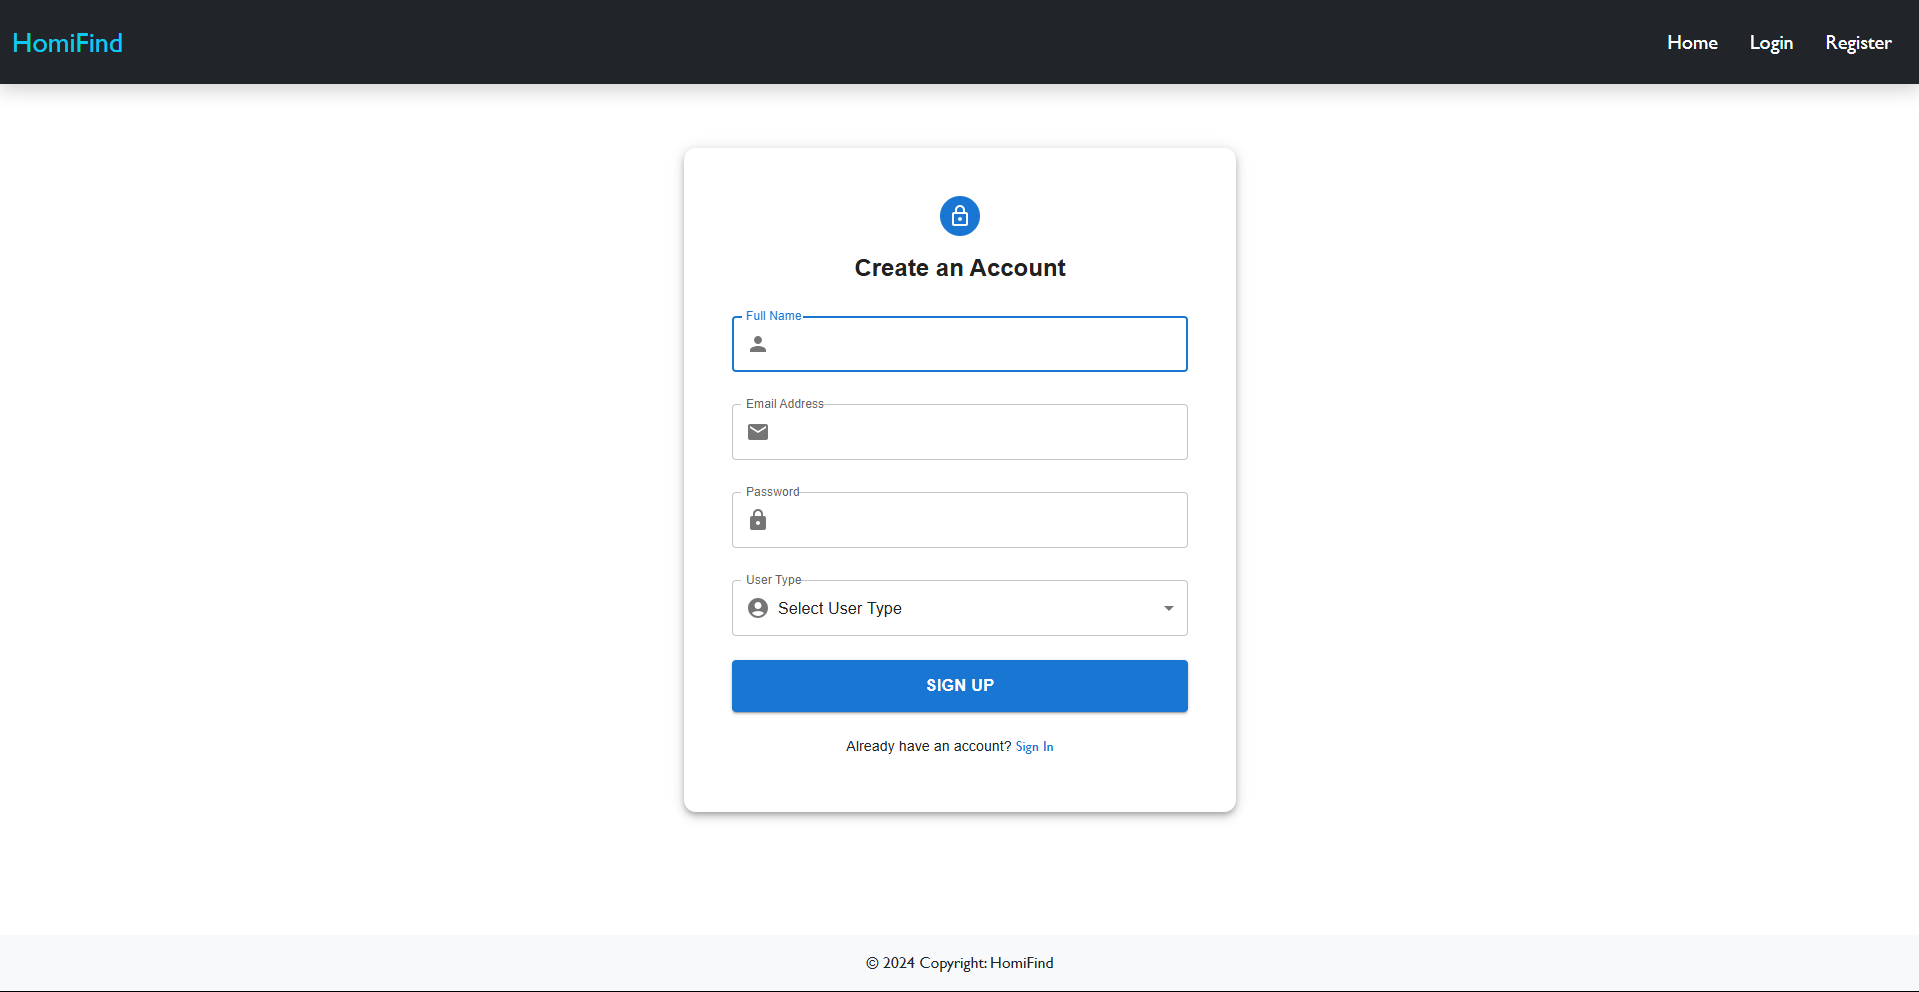 HomiFind
Home Login Register
Create an Account
Full Name
Email Address
Password
User Type
Select User Type
SIGN UP
Already have an account? Sign In
© 2024 Copyright: HomiFind